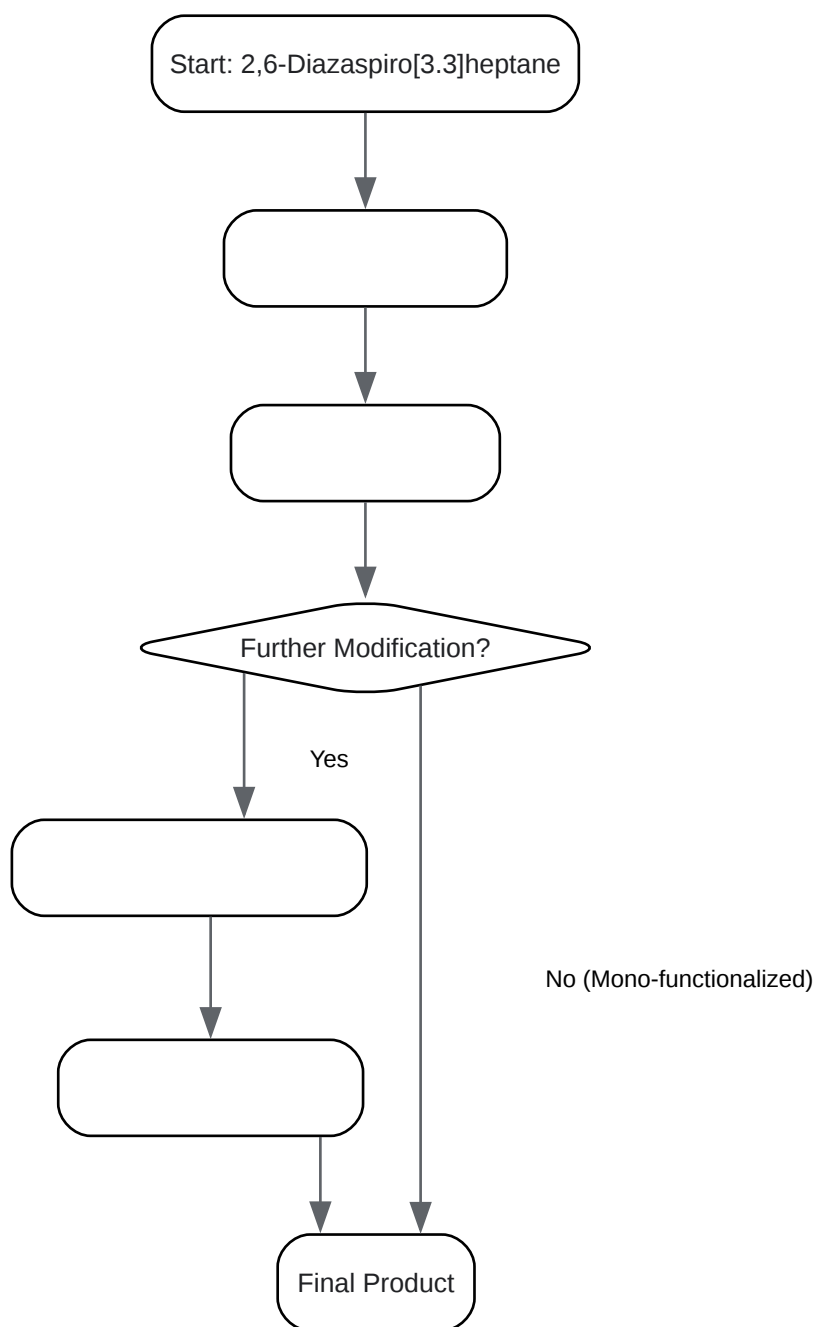 Start: 2,6-Diazaspiro[3.3]heptane
Further Modification?
Yes
No (Mono-functionalized)
Final Product